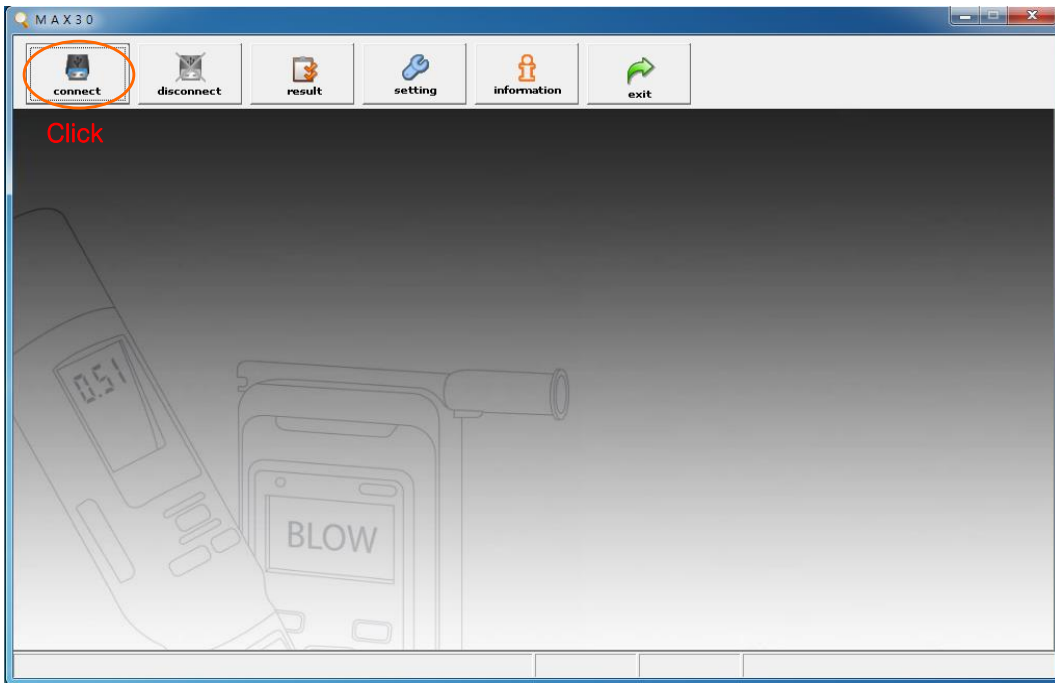 MAX30
connect disconnect result setting information exit
Click
0.51
BLOW